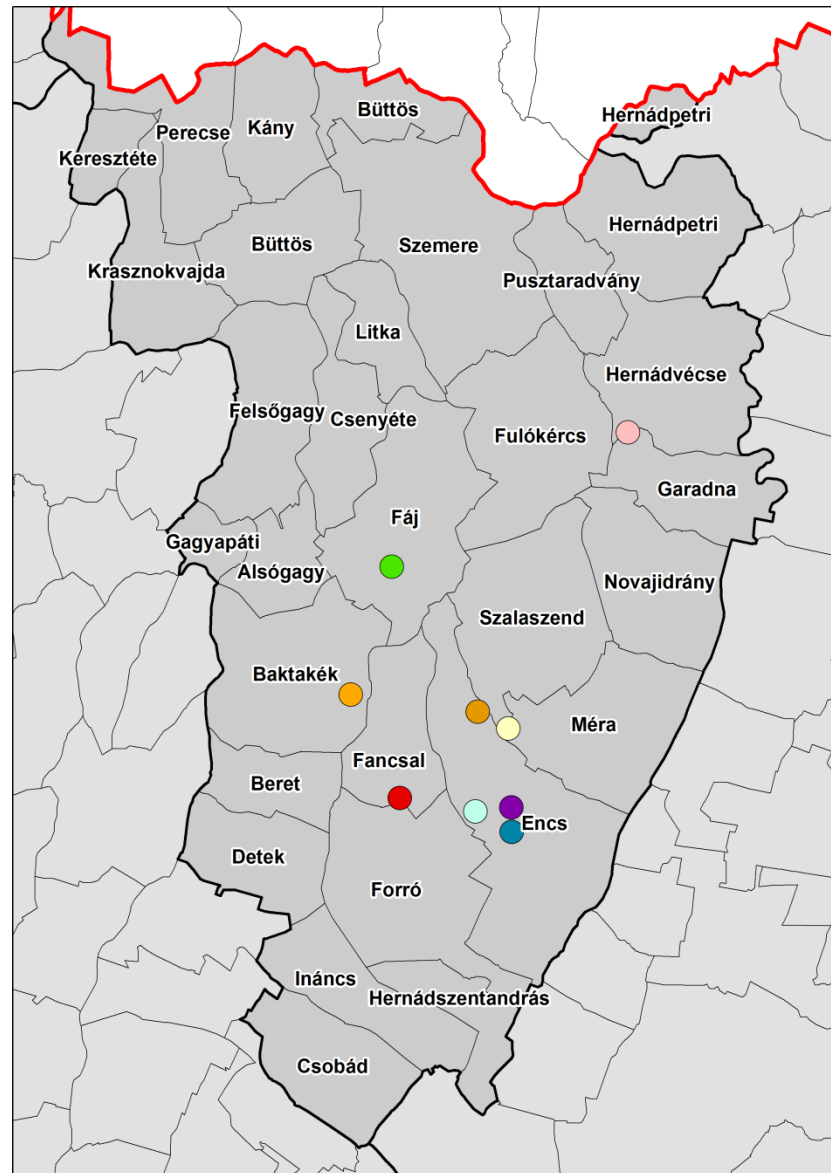 Büttös
Hernádpetri
Perecse
Kány
Keresztéte
Hernádpetri
Büttös
Szemere
Krasznokvajda
Pusztaradvány
Litka
Hernádvécse
Felsőgagy
Csenyéte
Fulókércs
Garadna
Fáj
Gagyapáti
Alsógagy
Novajidrány
Szalaszend
Baktakék
Méra
Fancsal
Beret
Encs
Detek
Forró
Ináncs
Hernádszentandrás
Csobád